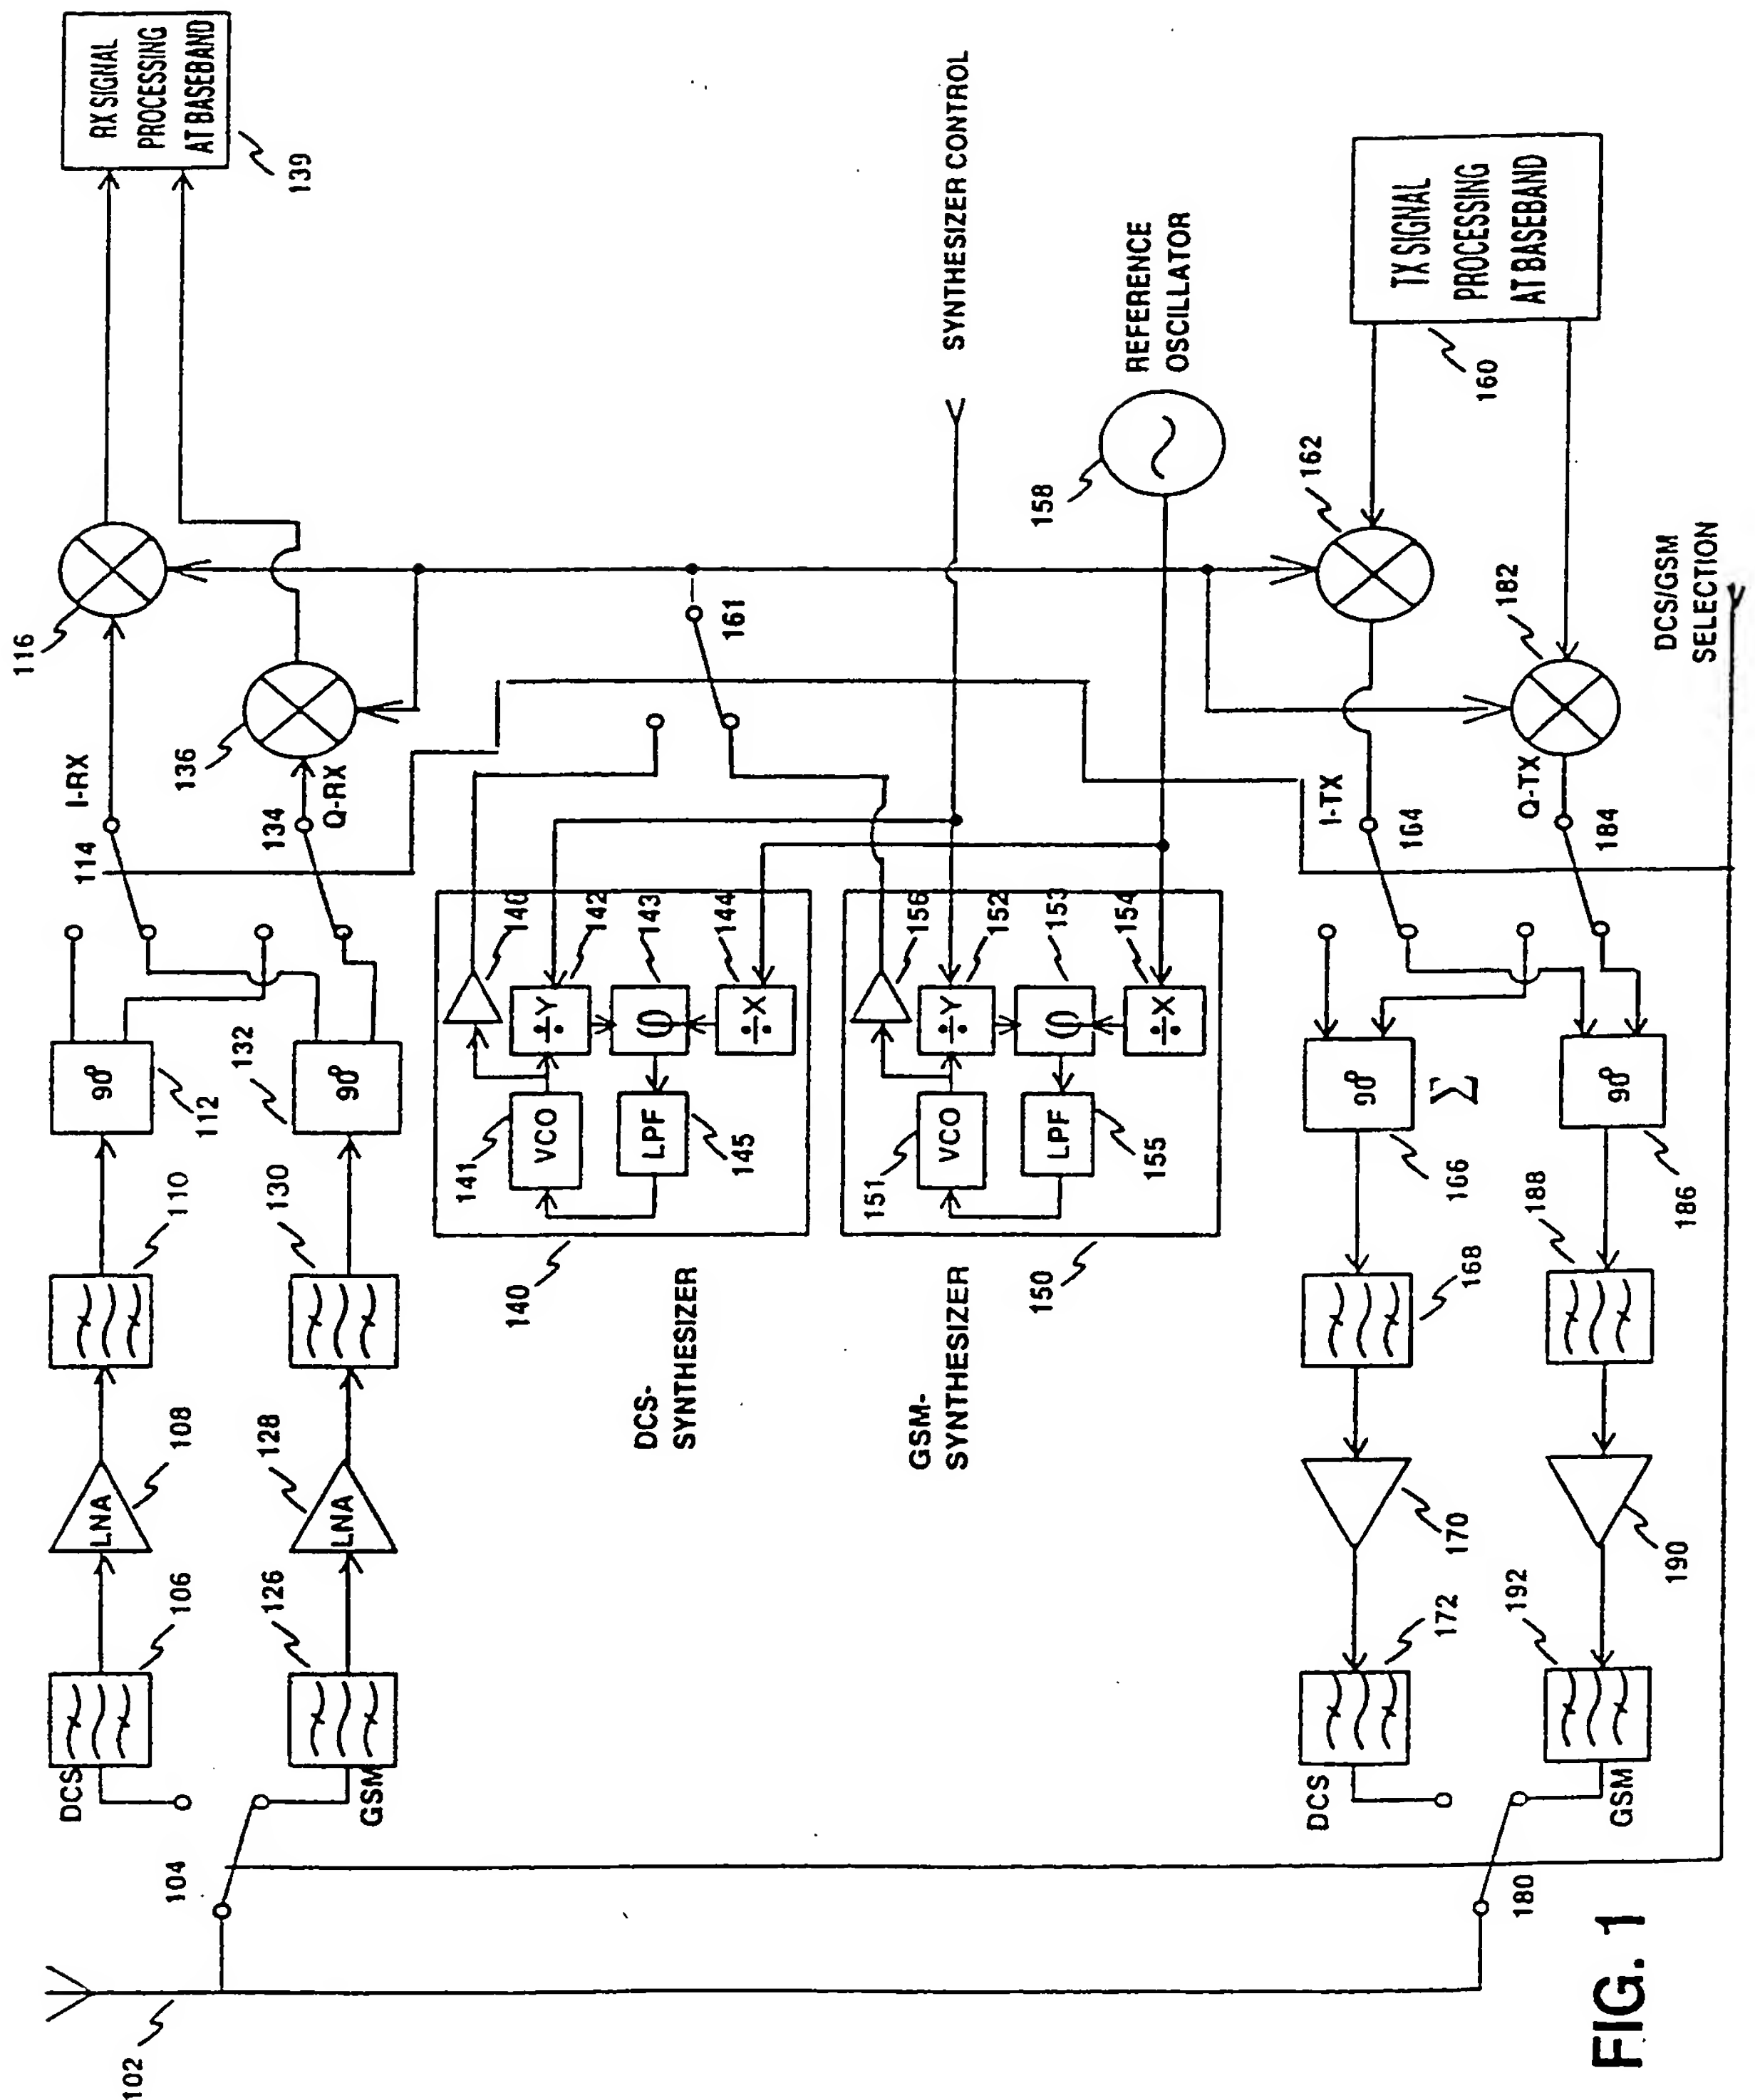 102
104
DCS
106
LNA
108
110
90°
112
114
I-RX
116
RX SIGNAL
PROCESSING
AT BASEBAND
139
GSM
126
LNA
128
130
90°
132
134
Q-RX
136
DCS-
SYNTHESIZER
140
VCO
141
LPF
145
146
÷Y
142
φ
143
÷X
144
161
GSM-
SYNTHESIZER
150
VCO
151
LPF
155
156
÷Y
152
φ
153
÷X
154
SYNTHESIZER CONTROL
REFERENCE
OSCILLATOR
158
TX SIGNAL
PROCESSING
AT BASEBAND
160
162
I-TX
164
90°
166
Σ
168
170
172
DCS
182
Q-TX
184
90°
186
188
190
192
GSM
180
DCS/GSM
SELECTION
FIG. 1